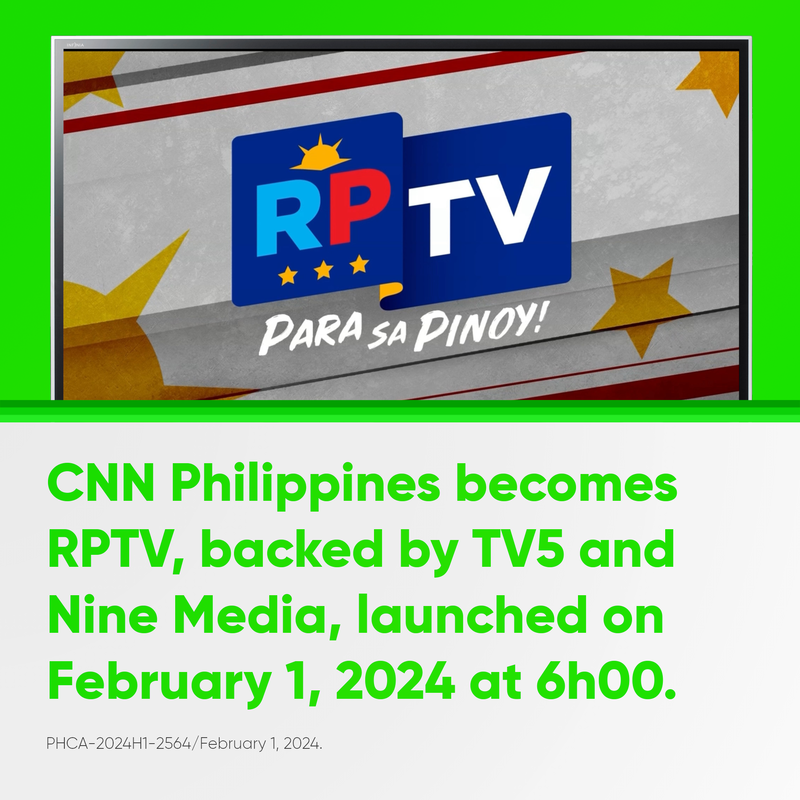 RPTV
PARA SA PINOY!
CNN Philippines becomes
RPTV, backed by TV5 and
Nine Media, launched on
February 1, 2024 at 6h00.
PHCA-2024H1-2564/February 1, 2024.